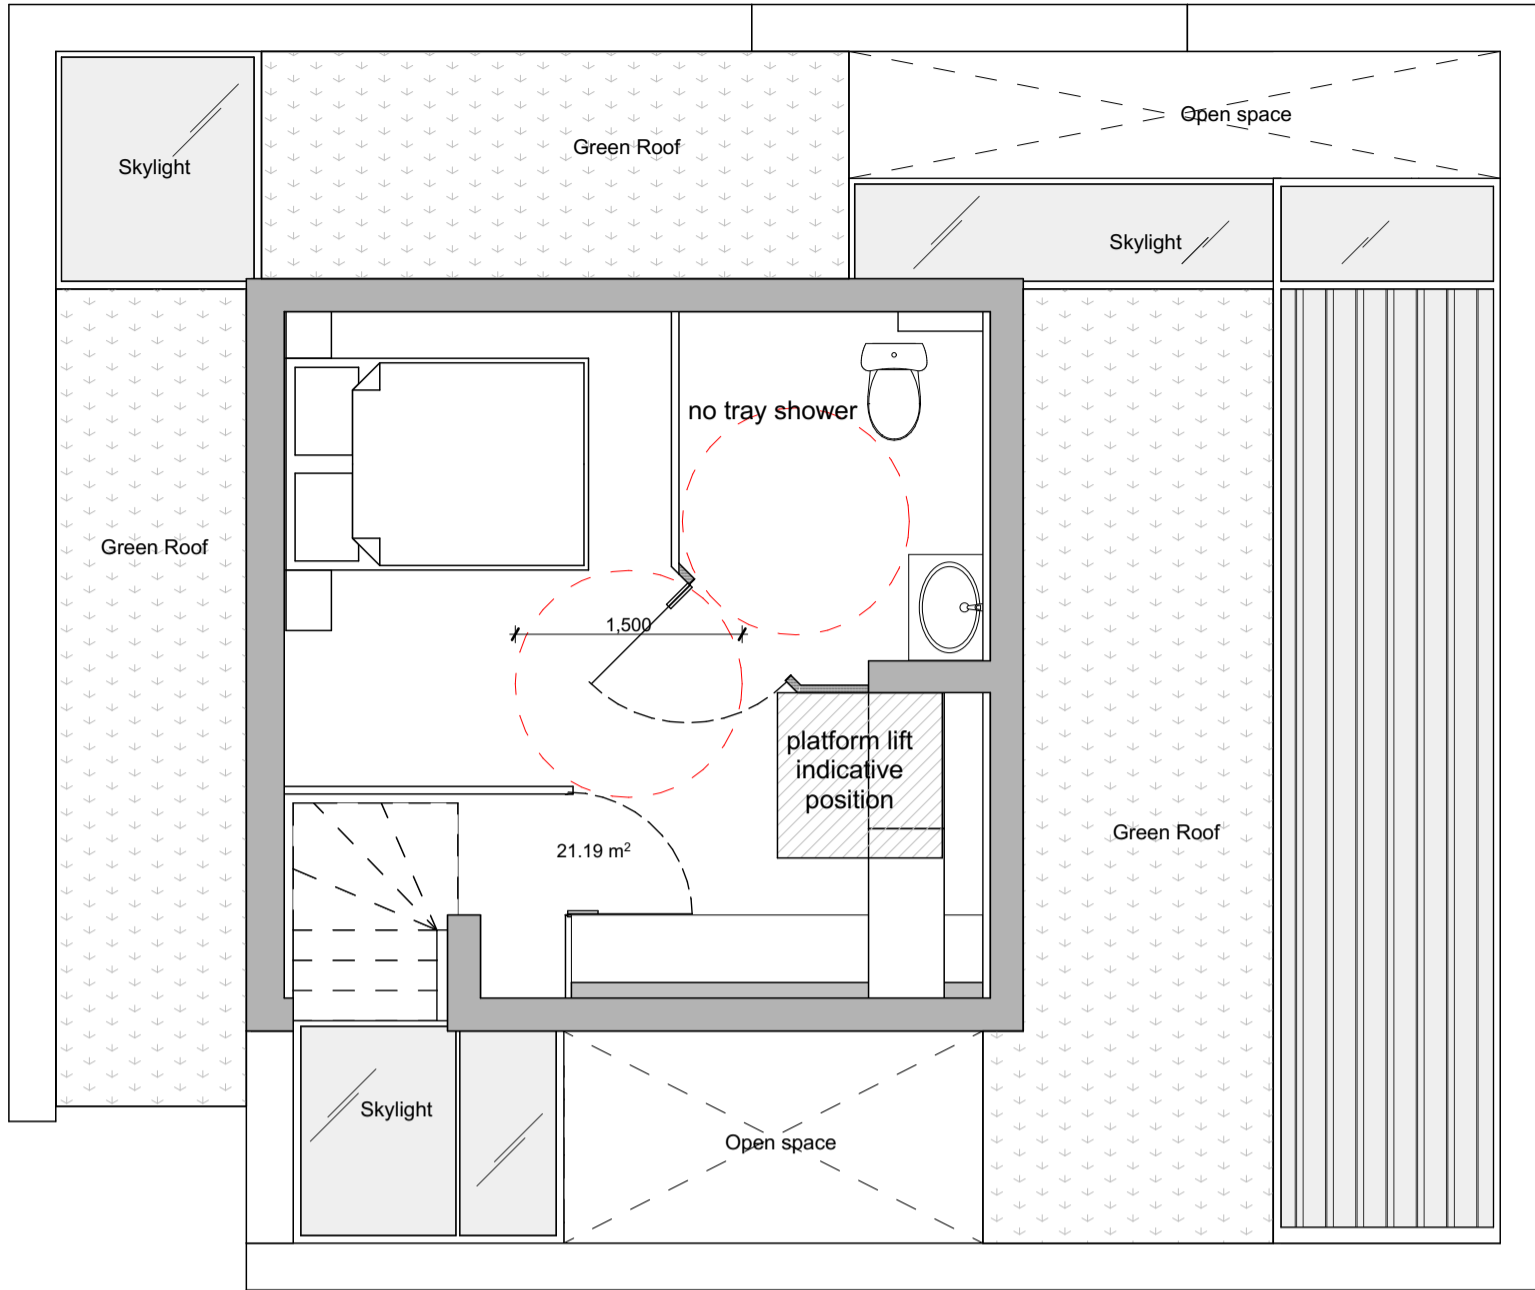 Open space
Green Roof
Skylight
Skylight
no tray shower
Green Roof
1,500
platform lift
indicative
position
Green Roof
21.19 m²
Skylight
Open space